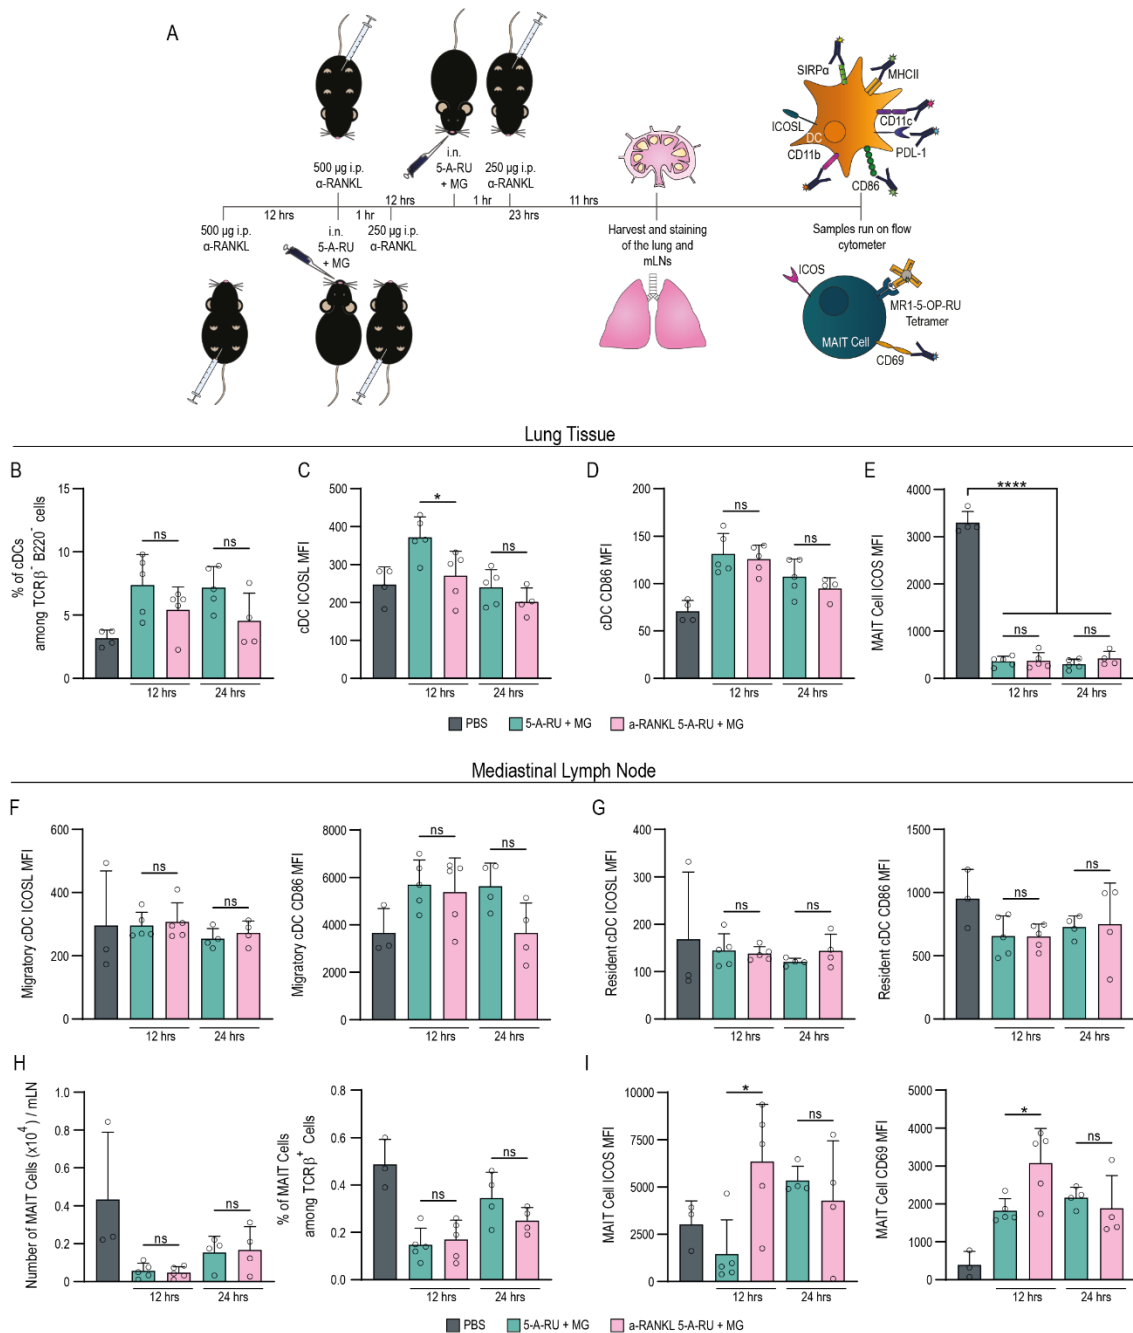 A
500 µg i.p.
α-RANKL
i.n.
5-A-RU
+ MG
250 µg i.p.
α-RANKL
12 hrs
1 hr
11 hrs
12 hrs
1 hr
23 hrs
500 µg i.p.
α-RANKL
i.n.
5-A-RU
+ MG
250 µg i.p.
α-RANKL
Harvest and staining
of the lung and
mLNs
Samples run on flow
cytometer
SIRPα
MHCII
ICOSL
DC
CD11c
CD11b
PDL-1
CD86
ICOS
MR1-5-OP-RU
Tetramer
MAIT Cell
CD69
Lung Tissue
B
% of cDCs
among TCRβ⁻ B220⁻ cells
15
10
5
0
ns
ns
12 hrs
24 hrs
C
cDC ICOSL MFI
500
400
300
200
100
0
*
ns
12 hrs
24 hrs
D
cDC CD86 MFI
200
150
100
50
0
ns
ns
12 hrs
24 hrs
E
MAIT Cell ICOS MFI
4000
3000
2000
1000
0
****
ns
ns
12 hrs
24 hrs
PBS
5-A-RU + MG
a-RANKL 5-A-RU + MG
Mediastinal Lymph Node
F
Migratory cDC ICOSL MFI
600
400
200
0
ns
ns
12 hrs
24 hrs
Migratory cDC CD86 MFI
8000
6000
4000
2000
0
ns
ns
12 hrs
24 hrs
G
Resident cDC ICOSL MFI
400
300
200
100
0
ns
ns
12 hrs
24 hrs
Resident cDC CD86 MFI
1500
1000
500
0
ns
ns
12 hrs
24 hrs
H
Number of MAIT Cells (x10⁴) / mLN
1.0
0.8
0.6
0.4
0.2
0
ns
ns
12 hrs
24 hrs
% of MAIT Cells
among TCRβ⁺ Cells
0.8
0.6
0.4
0.2
0.0
ns
ns
12 hrs
24 hrs
I
MAIT Cell ICOS MFI
10000
7500
5000
2500
0
*
ns
12 hrs
24 hrs
MAIT Cell CD69 MFI
5000
4000
3000
2000
1000
0
*
ns
12 hrs
24 hrs
PBS
5-A-RU + MG
a-RANKL 5-A-RU + MG